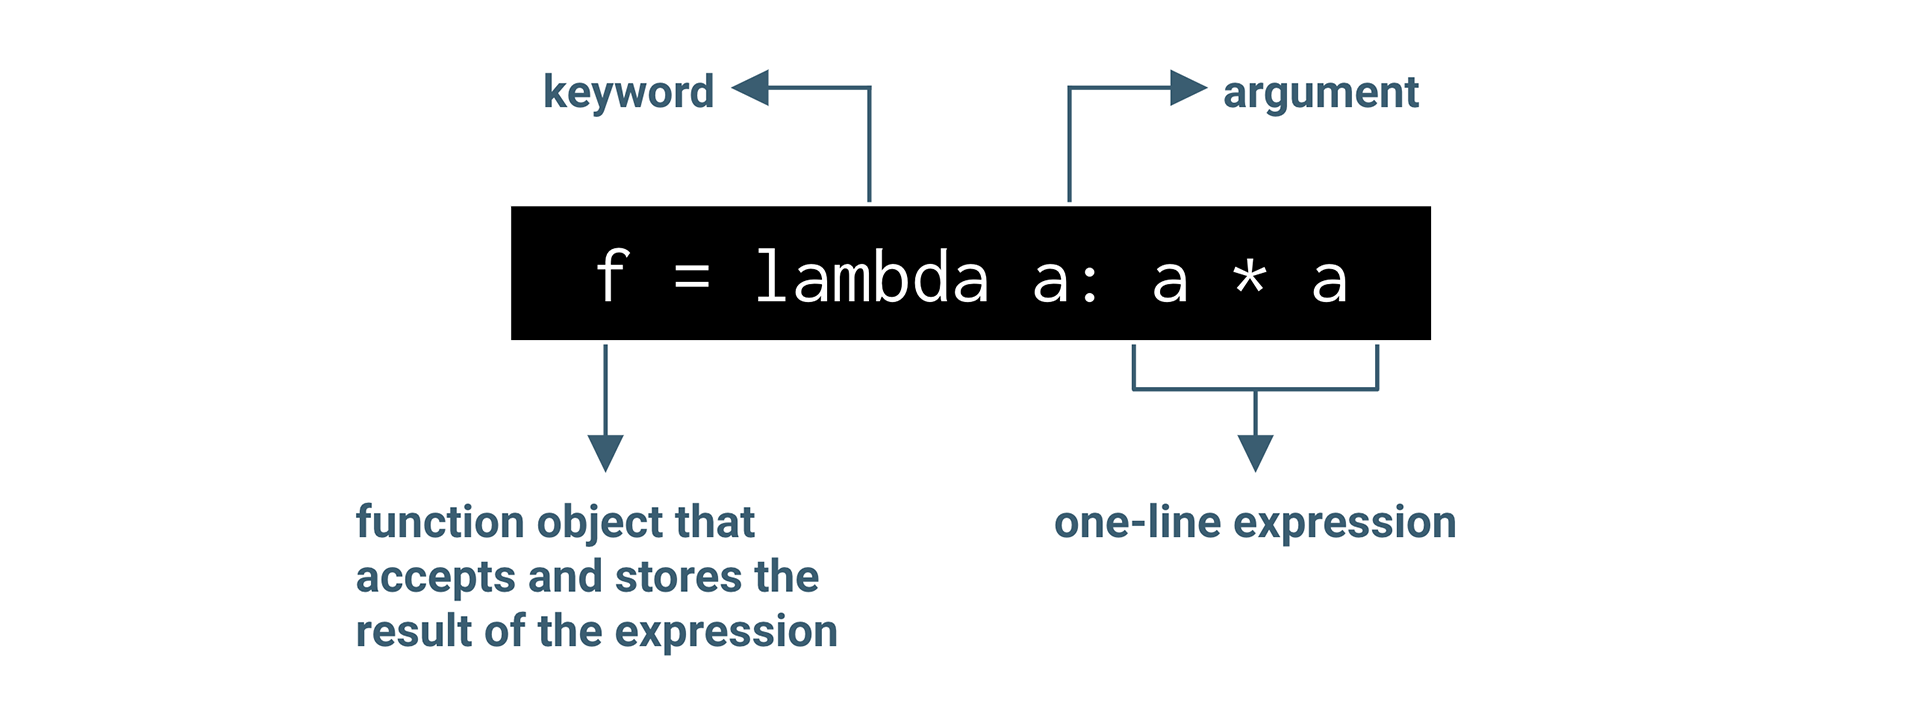 keyword
argument
f = lambda a: a * a
function object that
accepts and stores the
result of the expression
one-line expression